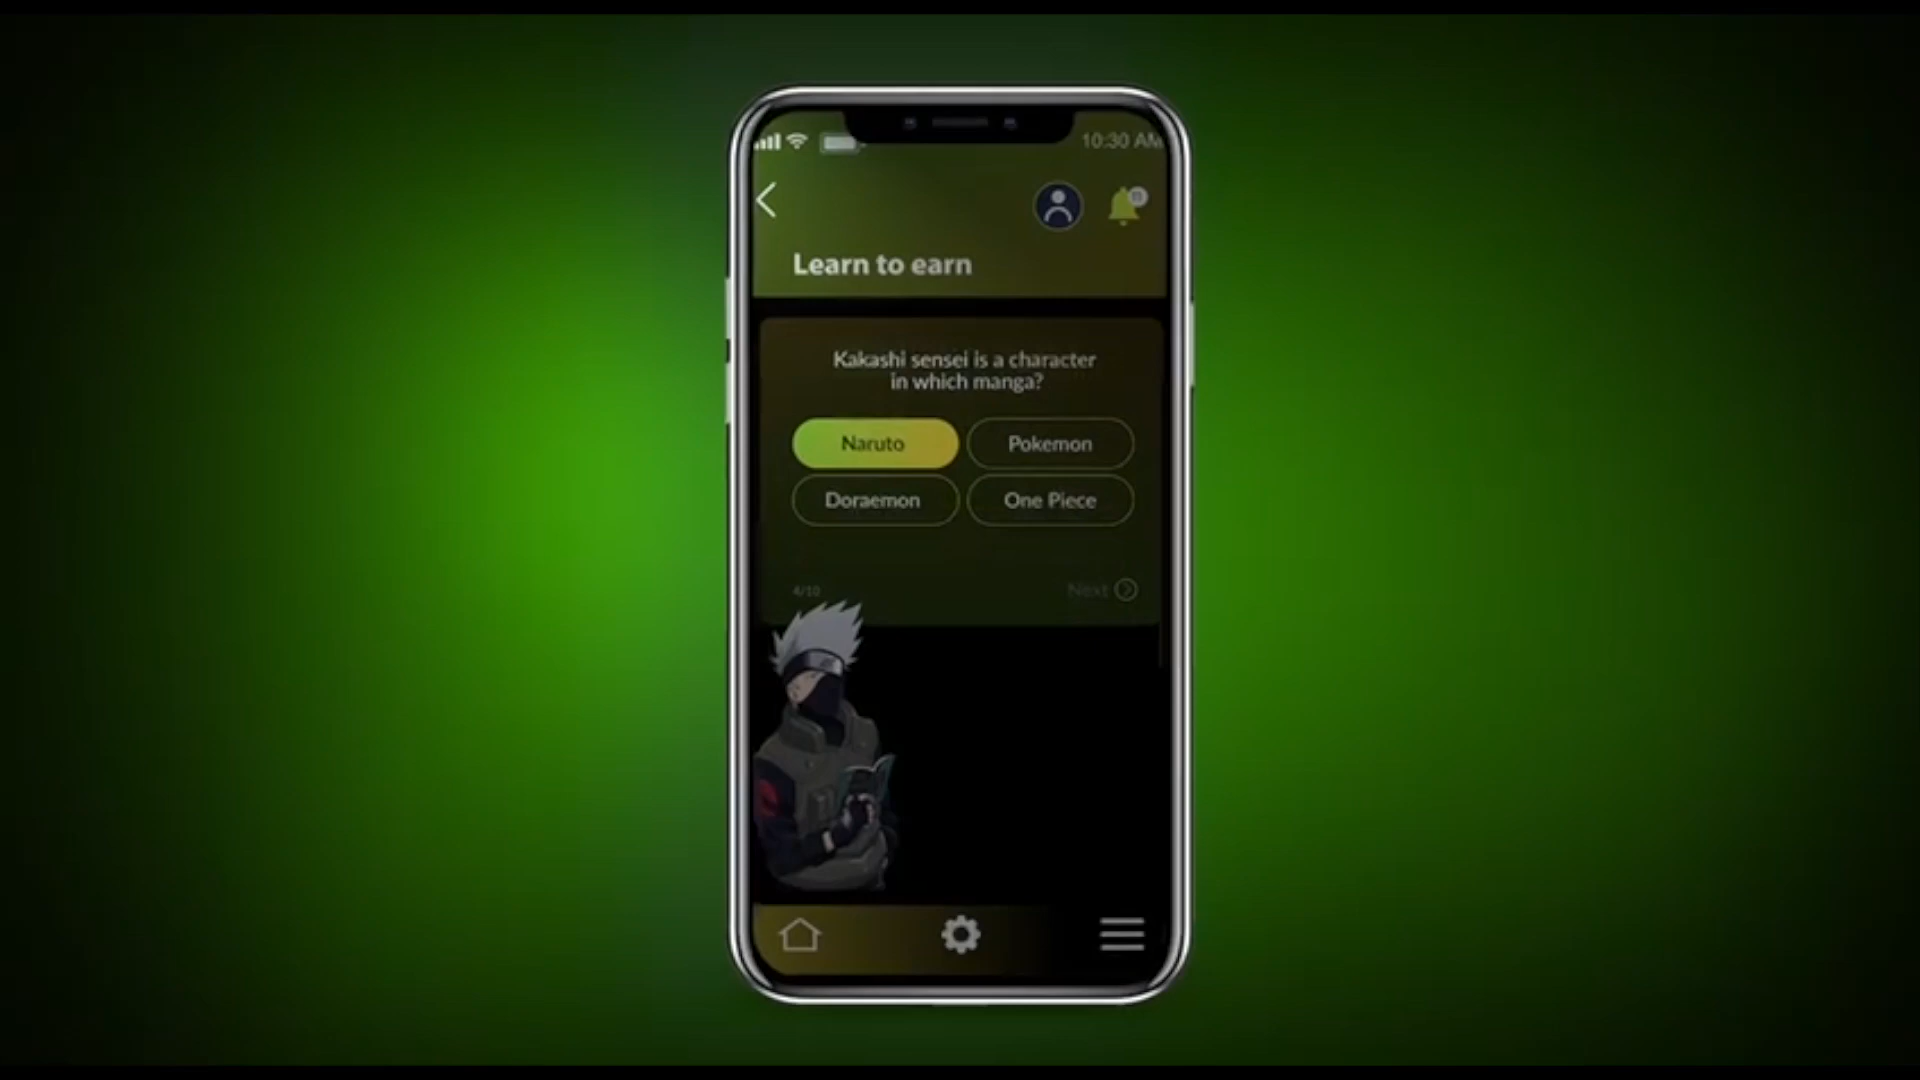 10:30 AM
Learn to earn
Kakashi sensei is a character
in which manga?
Naruto
Pokemon
Doraemon
One Piece
4/10
Next